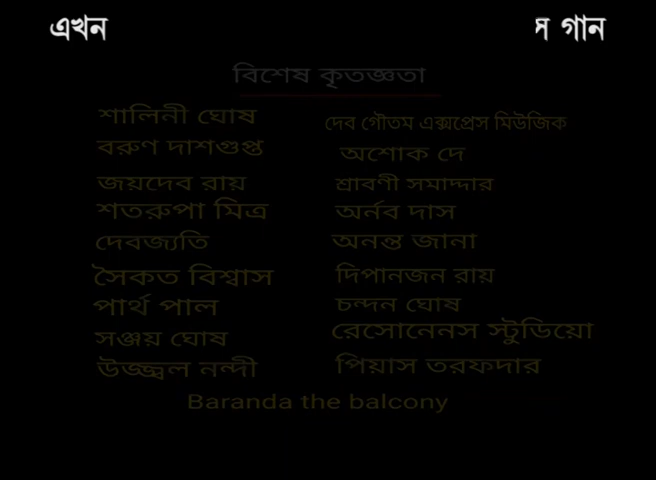 এখন গান
বিশেষ কৃতজ্ঞতা
শালিনী ঘোষ
দেব গৌতম এক্সপ্রেস মিউজিক
বরুণ দাশগুপ্ত
অশোক দে
জয়দেব রায়
শ্রাবণী সমাদ্দার
শতরুপা মিত্র
অর্নব দাস
দেবজ্যতি
অনন্ত জানা
সৈকত বিশ্বাস
দিপানজন রায়
পার্থ পাল
চন্দন ঘোষ
সঞ্জয় ঘোষ
রেসোনেনস স্টুডিয়ো
উজ্জ্বল নন্দী
পিয়াস তরফদার
Baranda the balcony